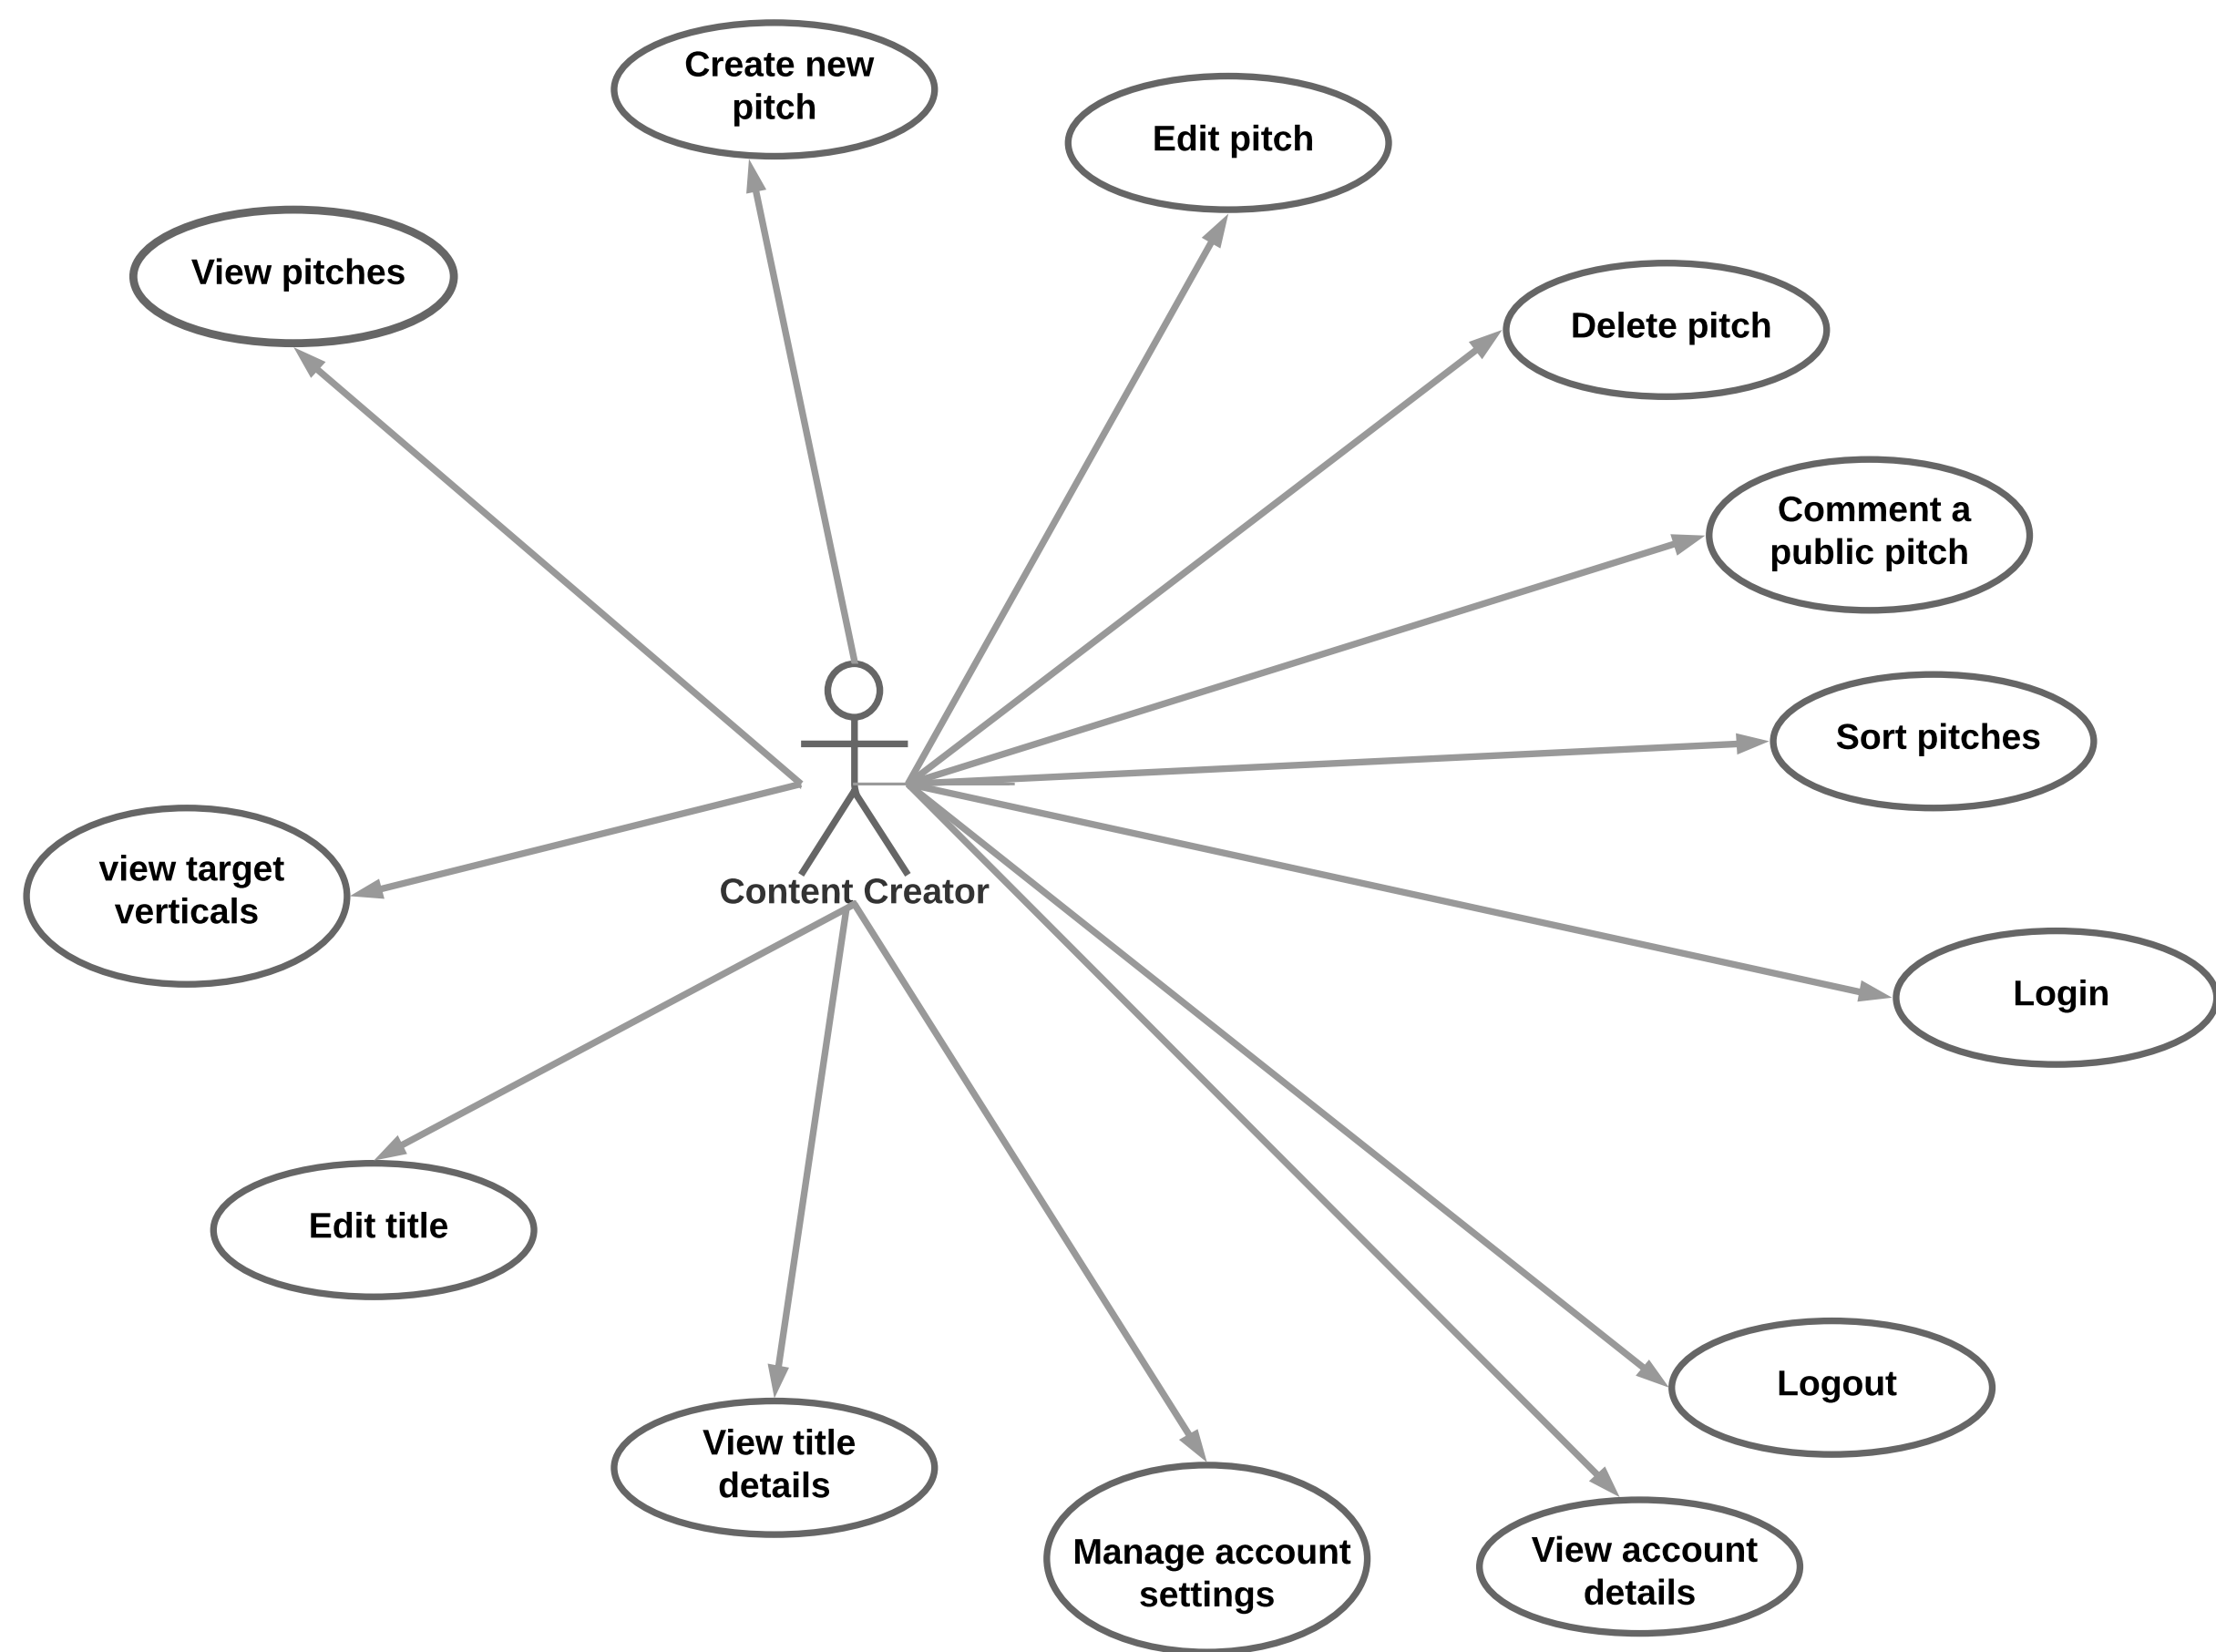 Create new
pitch
Edit pitch
View pitches
Delete pitch
Comment a
public pitch
Sort pitches
view target
verticals
Content Creator
Login
Edit title
Logout
View title
details
Manage account
settings
View account
details